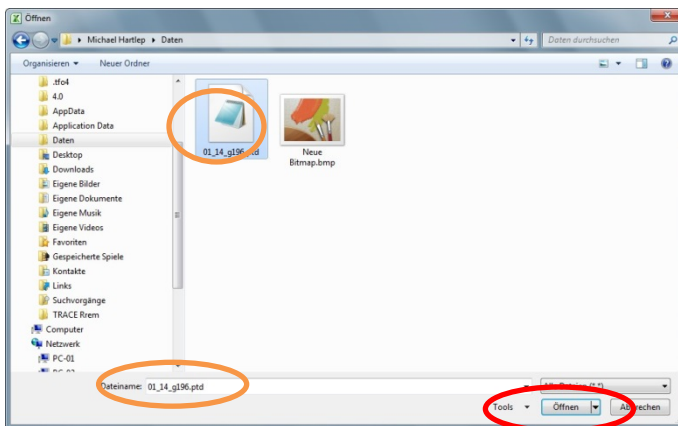 Öffnen
Michael Hartlep Daten
Daten durchsuchen
Organisieren Neuer Ordner
.tfo4
4.0
AppData
Application Data
Daten
Desktop
Downloads
Eigene Bilder
Eigene Dokumente
Eigene Musik
Eigene Videos
Favoriten
Gespeicherte Spiele
Kontakte
Links
Suchvorgänge
TRACE Rrem
Computer
Netzwerk
PC-01
01_14_g196.ptd
Neue
Bitmap.bmp
Dateiname: 01_14_g196.ptd
Alle Dateien (*.*)
Tools Öffnen Abbrechen